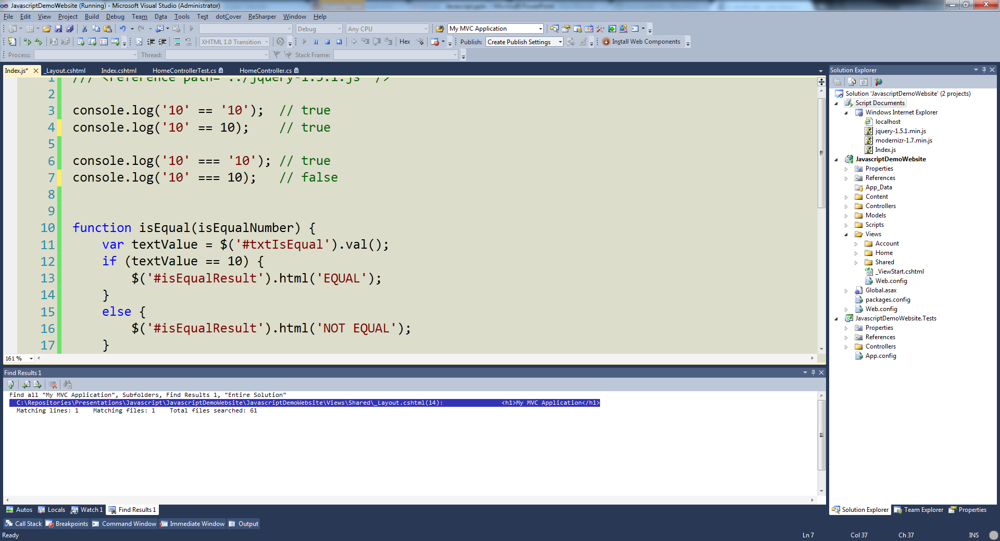 JavascriptDemoWebsite (Running) - Microsoft Visual Studio (Administrator)
File Edit View Project Build Debug Team Data Tools Test dotCover ReSharper Window Help
Debug Any CPU My MVC Application
XHTML 1.0 Transition Hex Publish: Create Publish Settings Install Web Components
Process: Thread: Stack Frame:
Index.js* _Layout.cshtml Index.cshtml HomeControllerTest.cs HomeController.cs
1 /// <reference path="../jquery-1.5.1.js" />
2
3 console.log('10' == '10'); // true
4 console.log('10' == 10); // true
5
6 console.log('10' === '10'); // true
7 console.log('10' === 10); // false
8
9
10 function isEqual(isEqualNumber) {
11 var textValue = $('#txtIsEqual').val();
12 if (textValue == 10) {
13 $('#isEqualResult').html('EQUAL');
14 }
15 else {
16 $('#isEqualResult').html('NOT EQUAL');
17 }
161 %
Find Results 1
Find all "My MVC Application", Subfolders, Find Results 1, "Entire Solution"
C:\Repositories\Presentations\Javascript\JavascriptDemoWebsite\JavascriptDemoWebsite\Views\Shared\_Layout.cshtml(14): <h1>My MVC Application</h1>
Matching lines: 1 Matching files: 1 Total files searched: 61
Autos Locals Watch 1 Find Results 1
Call Stack Breakpoints Command Window Immediate Window Output
Solution Explorer
Solution 'JavascriptDemoWebsite' (2 projects)
Script Documents
Windows Internet Explorer
localhost
jquery-1.5.1.min.js
modernizr-1.7.min.js
Index.js
JavascriptDemoWebsite
Properties
References
App_Data
Content
Controllers
Models
Scripts
Views
Account
Home
Shared
_ViewStart.cshtml
Web.config
Global.asax
packages.config
Web.config
JavascriptDemoWebsite.Tests
Properties
References
Controllers
App.config
Solution Explorer Team Explorer Properties
Ready Ln 7 Col 37 Ch 37 INS